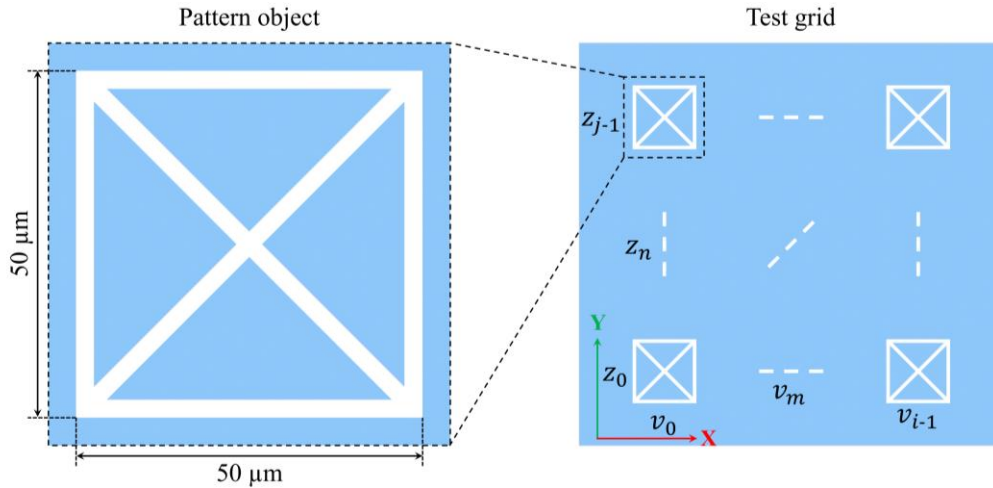 Pattern object
50 μm
50 μm
Test grid
z_{j-1}
z_n
Y
z_0
v_m
v_0
X
v_{i-1}